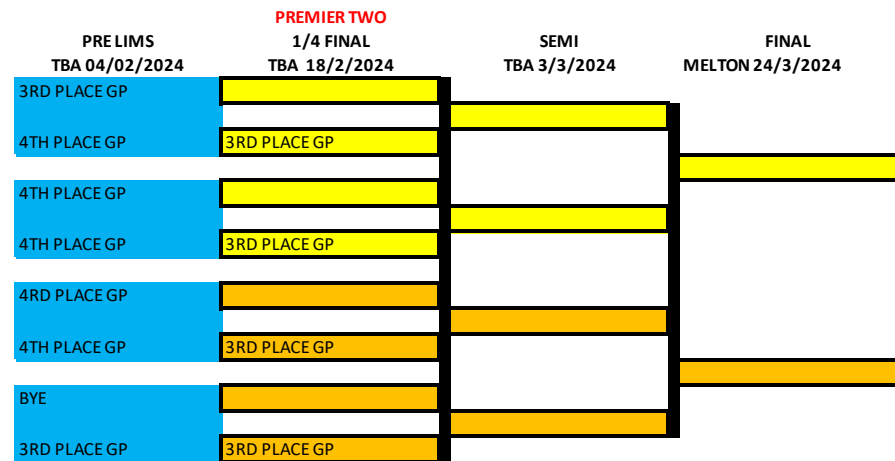 PREMIER TWO
PRELIMS 1/4 FINAL SEMI FINAL
TBA 04/02/2024 TBA 18/2/2024 TBA 3/3/2024 MELTON 24/3/2024
3RD PLACE GP
4TH PLACE GP 3RD PLACE GP
4TH PLACE GP
4TH PLACE GP 3RD PLACE GP
4RD PLACE GP
4TH PLACE GP 3RD PLACE GP
BYE
3RD PLACE GP 3RD PLACE GP